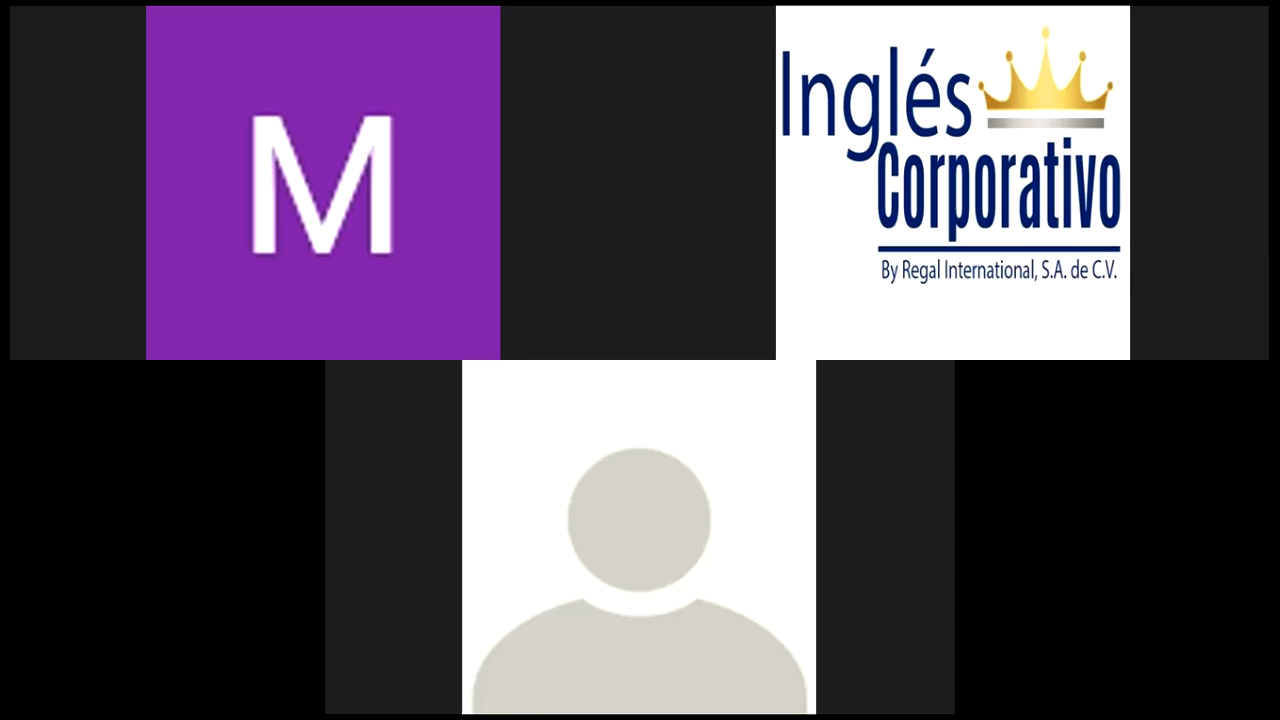 M
Inglés
Corporativo
By Regal International, S.A. de C.V.